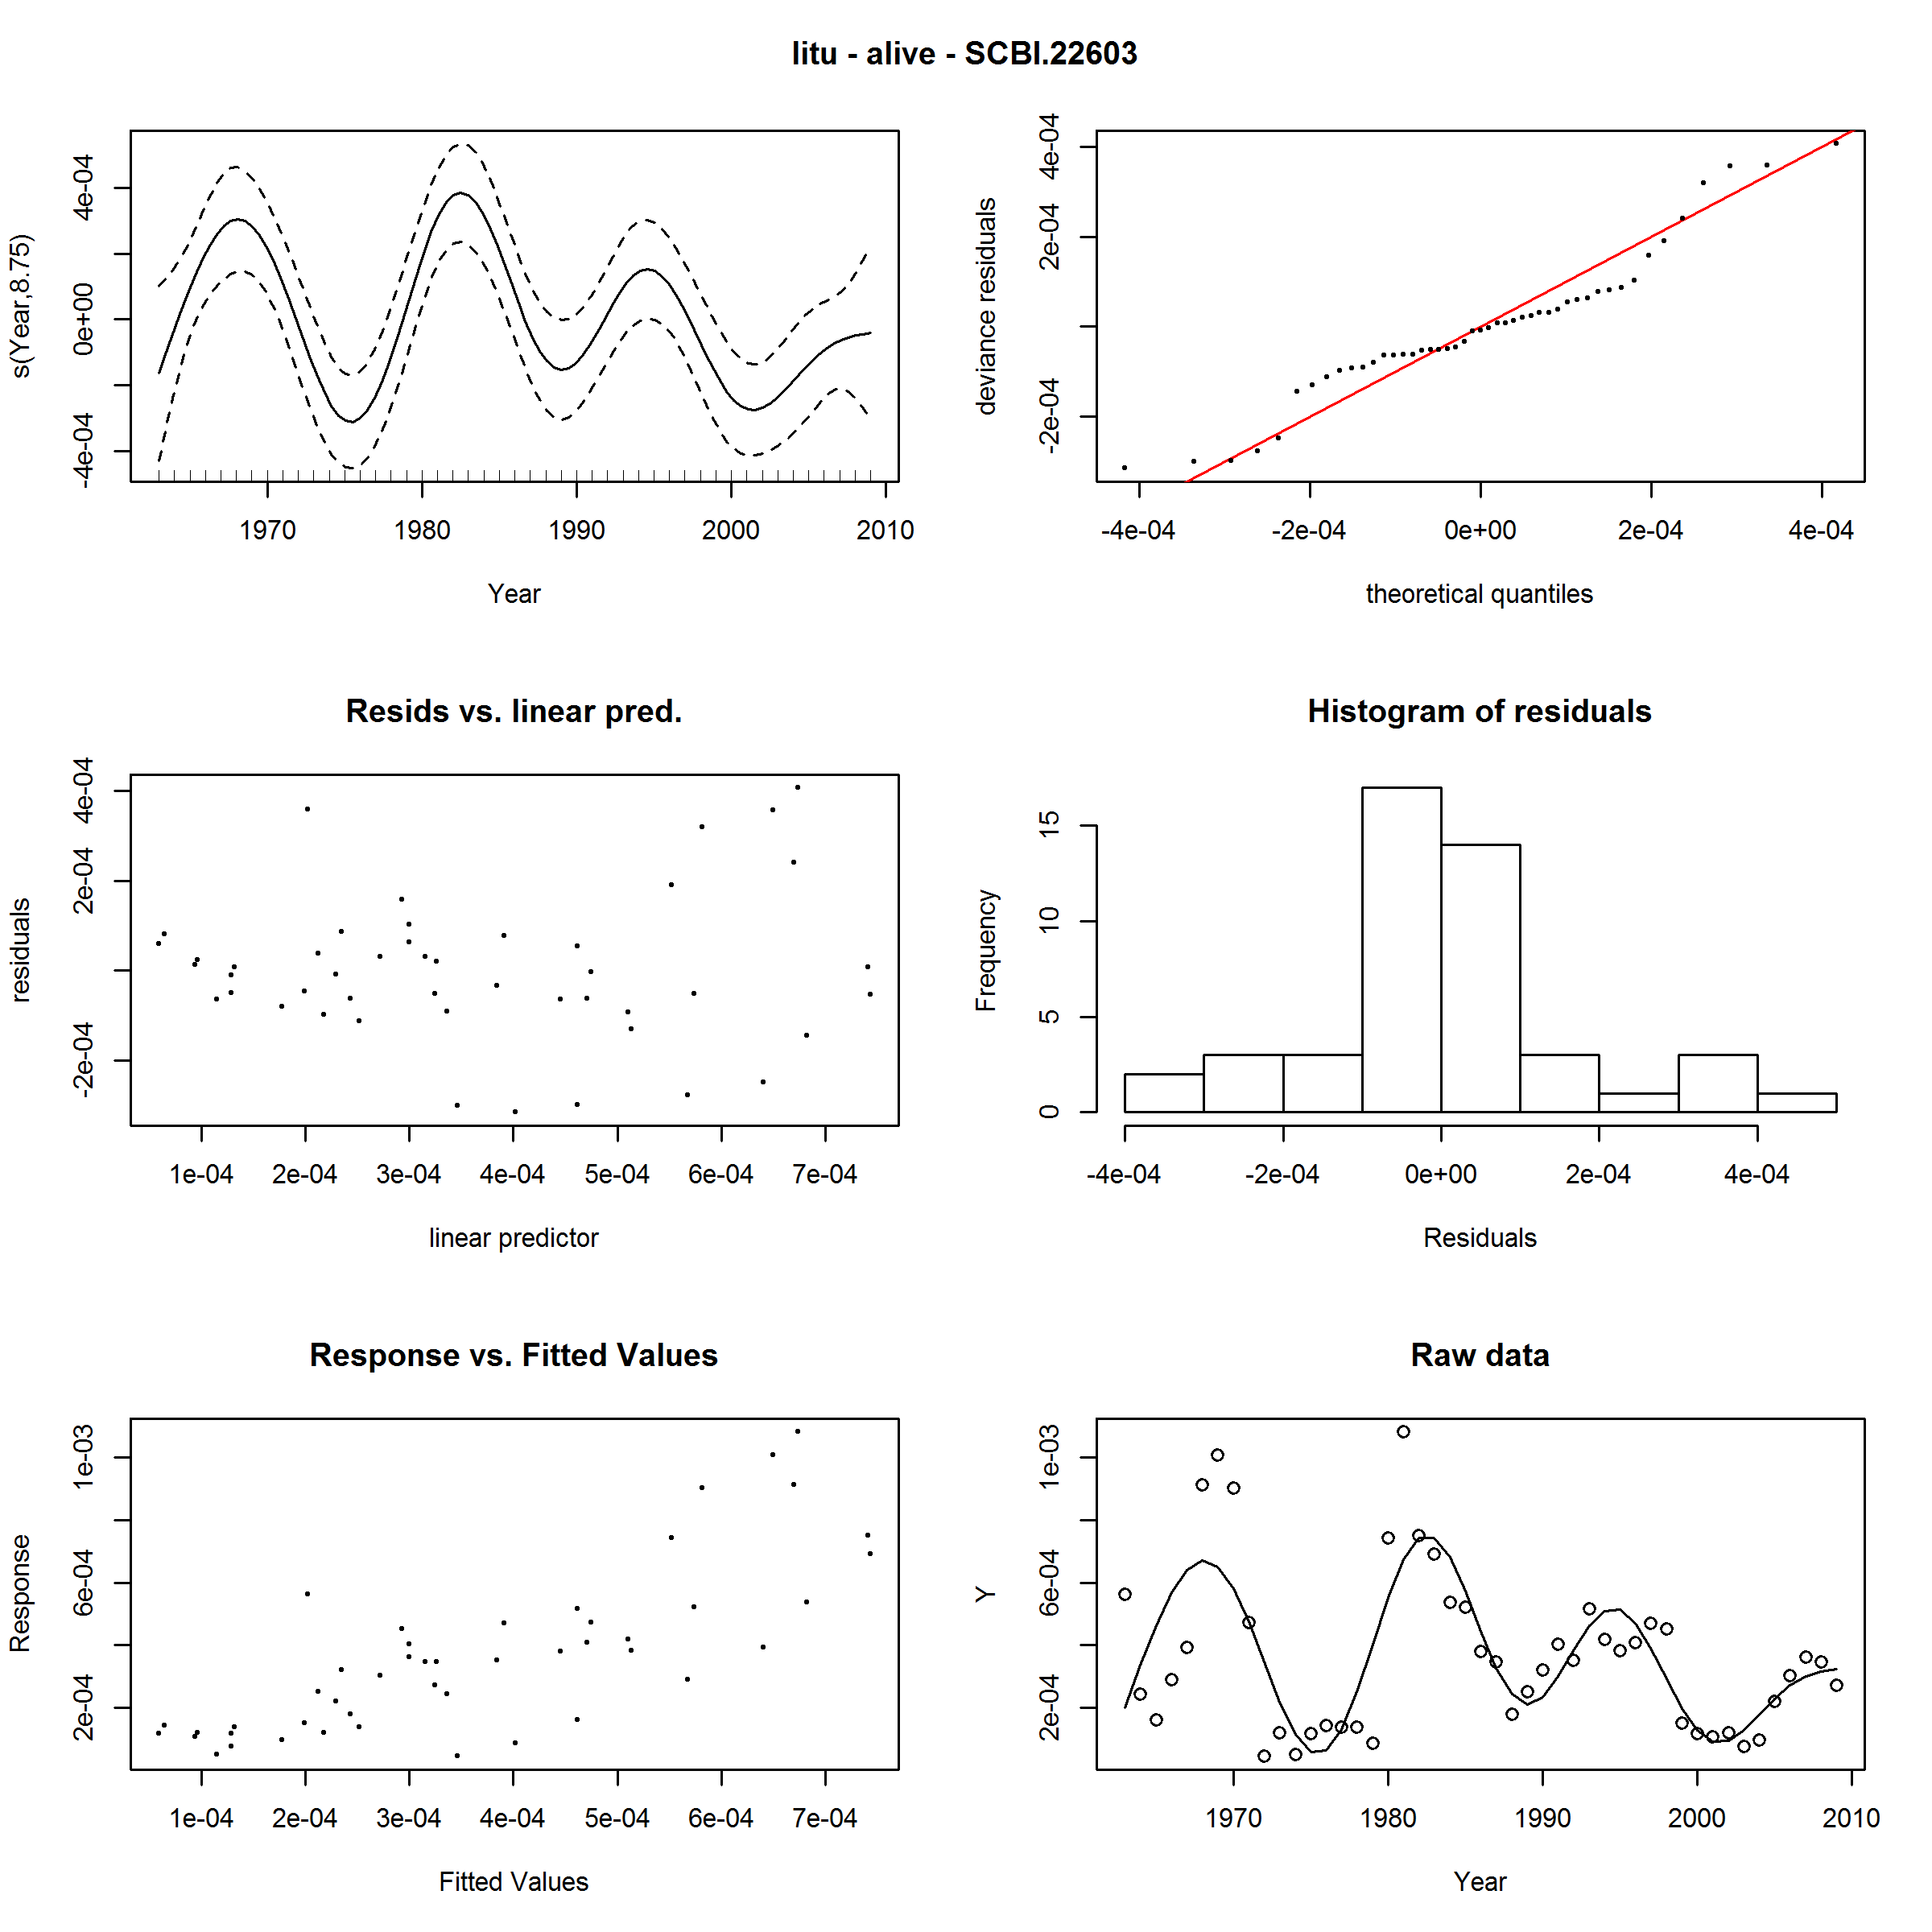 litu - alive - SCBI.22603
s(Year,8.75)
-4e-04
0e+00
4e-04
1970
1980
1990
2000
2010
Year
deviance residuals
-2e-04
2e-04
4e-04
-4e-04
-2e-04
0e+00
2e-04
4e-04
theoretical quantiles
Resids vs. linear pred.
residuals
-2e-04
2e-04
4e-04
1e-04
2e-04
3e-04
4e-04
5e-04
6e-04
7e-04
linear predictor
Histogram of residuals
Frequency
0
5
10
15
-4e-04
-2e-04
0e+00
2e-04
4e-04
Residuals
Response vs. Fitted Values
Response
2e-04
6e-04
1e-03
1e-04
2e-04
3e-04
4e-04
5e-04
6e-04
7e-04
Fitted Values
Raw data
Y
2e-04
6e-04
1e-03
1970
1980
1990
2000
2010
Year